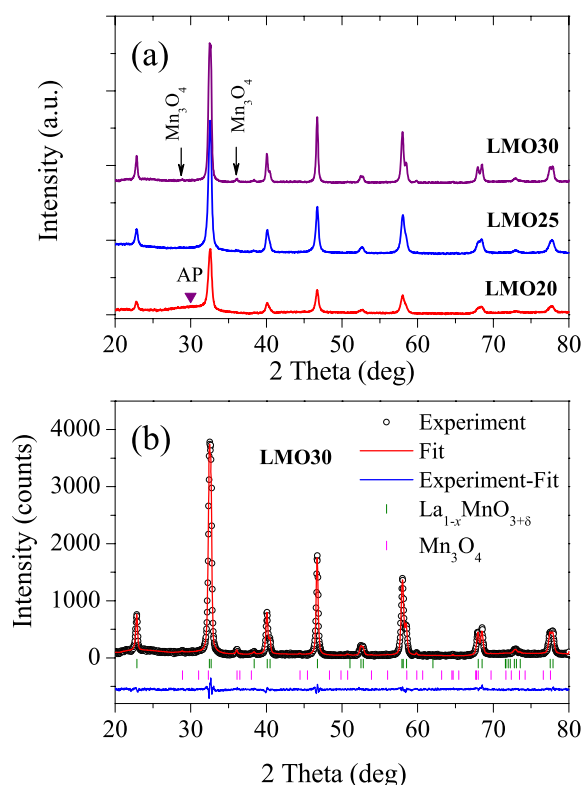 (a)
Intensity (a.u.)
Mn3O4
Mn3O4
LMO30
LMO25
AP
LMO20
20 30 40 50 60 70 80
2 Theta (deg)
(b)
LMO30
Experiment
Fit
Experiment-Fit
La1-xMnO3+δ
Mn3O4
Intensity (counts)
4000
3000
2000
1000
0
20 30 40 50 60 70 80
2 Theta (deg)